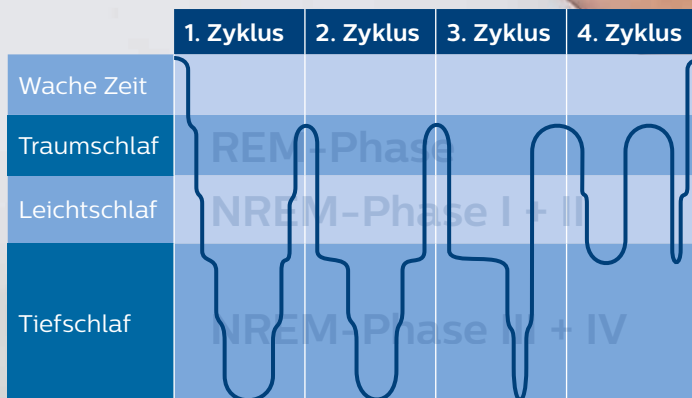 1. Zyklus 2. Zyklus 3. Zyklus 4. Zyklus
Wache Zeit
Traumschlaf REM-Phase
Leichtschlaf NREM-Phase I + II
Tiefschlaf NREM-Phase III + IV